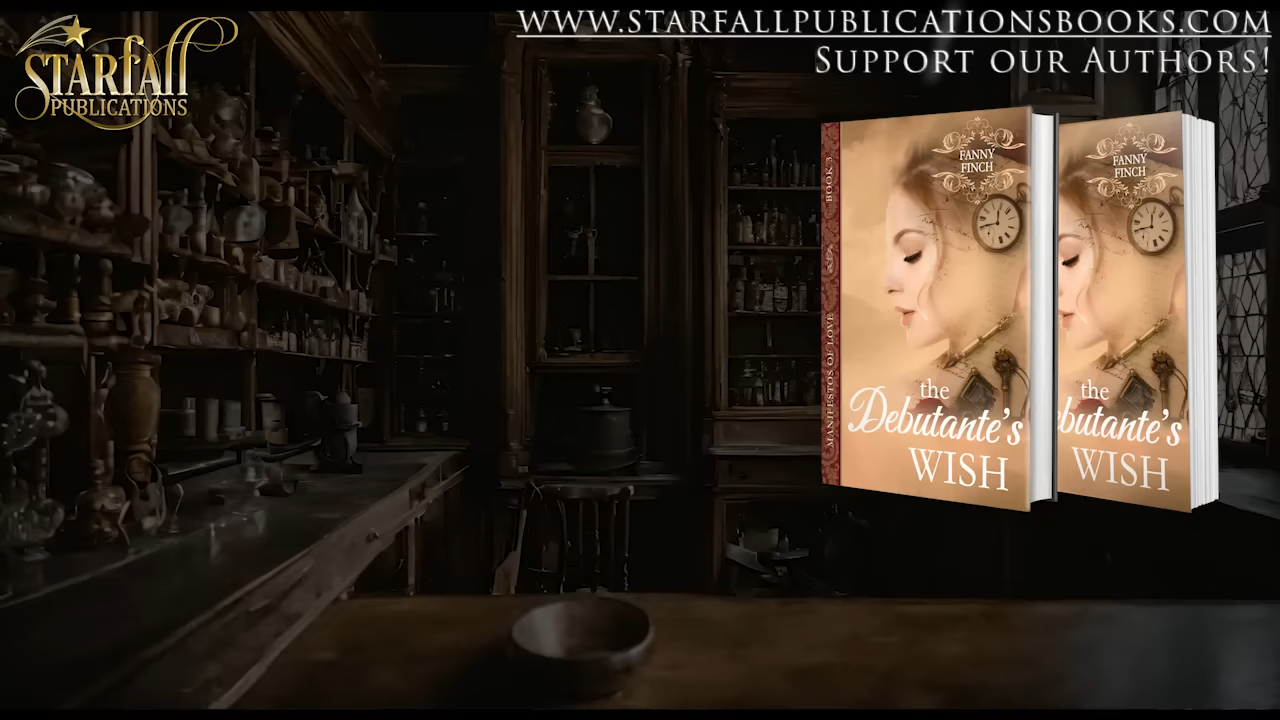 STARfall
PUBLICATIONS
WWW.STARFALLPUBLICATIONSBOOKS.COM
SUPPORT OUR AUTHORS!
BOOK 3
MANIFESTOS OF LOVE
FANNY
FINCH
the
Debutante's
WISH
FANNY
FINCH
the
ebutante's
WISH